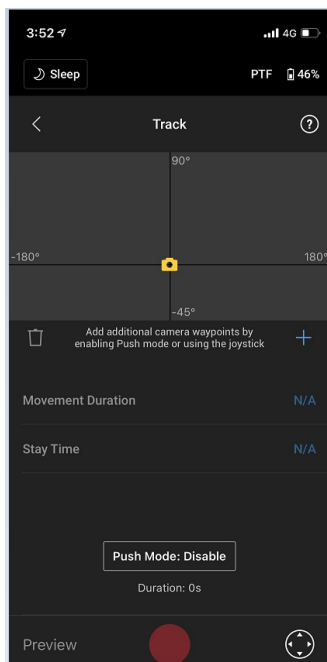 3:52
4G
Sleep
PTF
46%
Track
?
90°
-180°
180°
-45°
Add additional camera waypoints by
enabling Push mode or using the joystick
+
Movement Duration
N/A
Stay Time
N/A
Push Mode: Disable
Duration: 0s
Preview